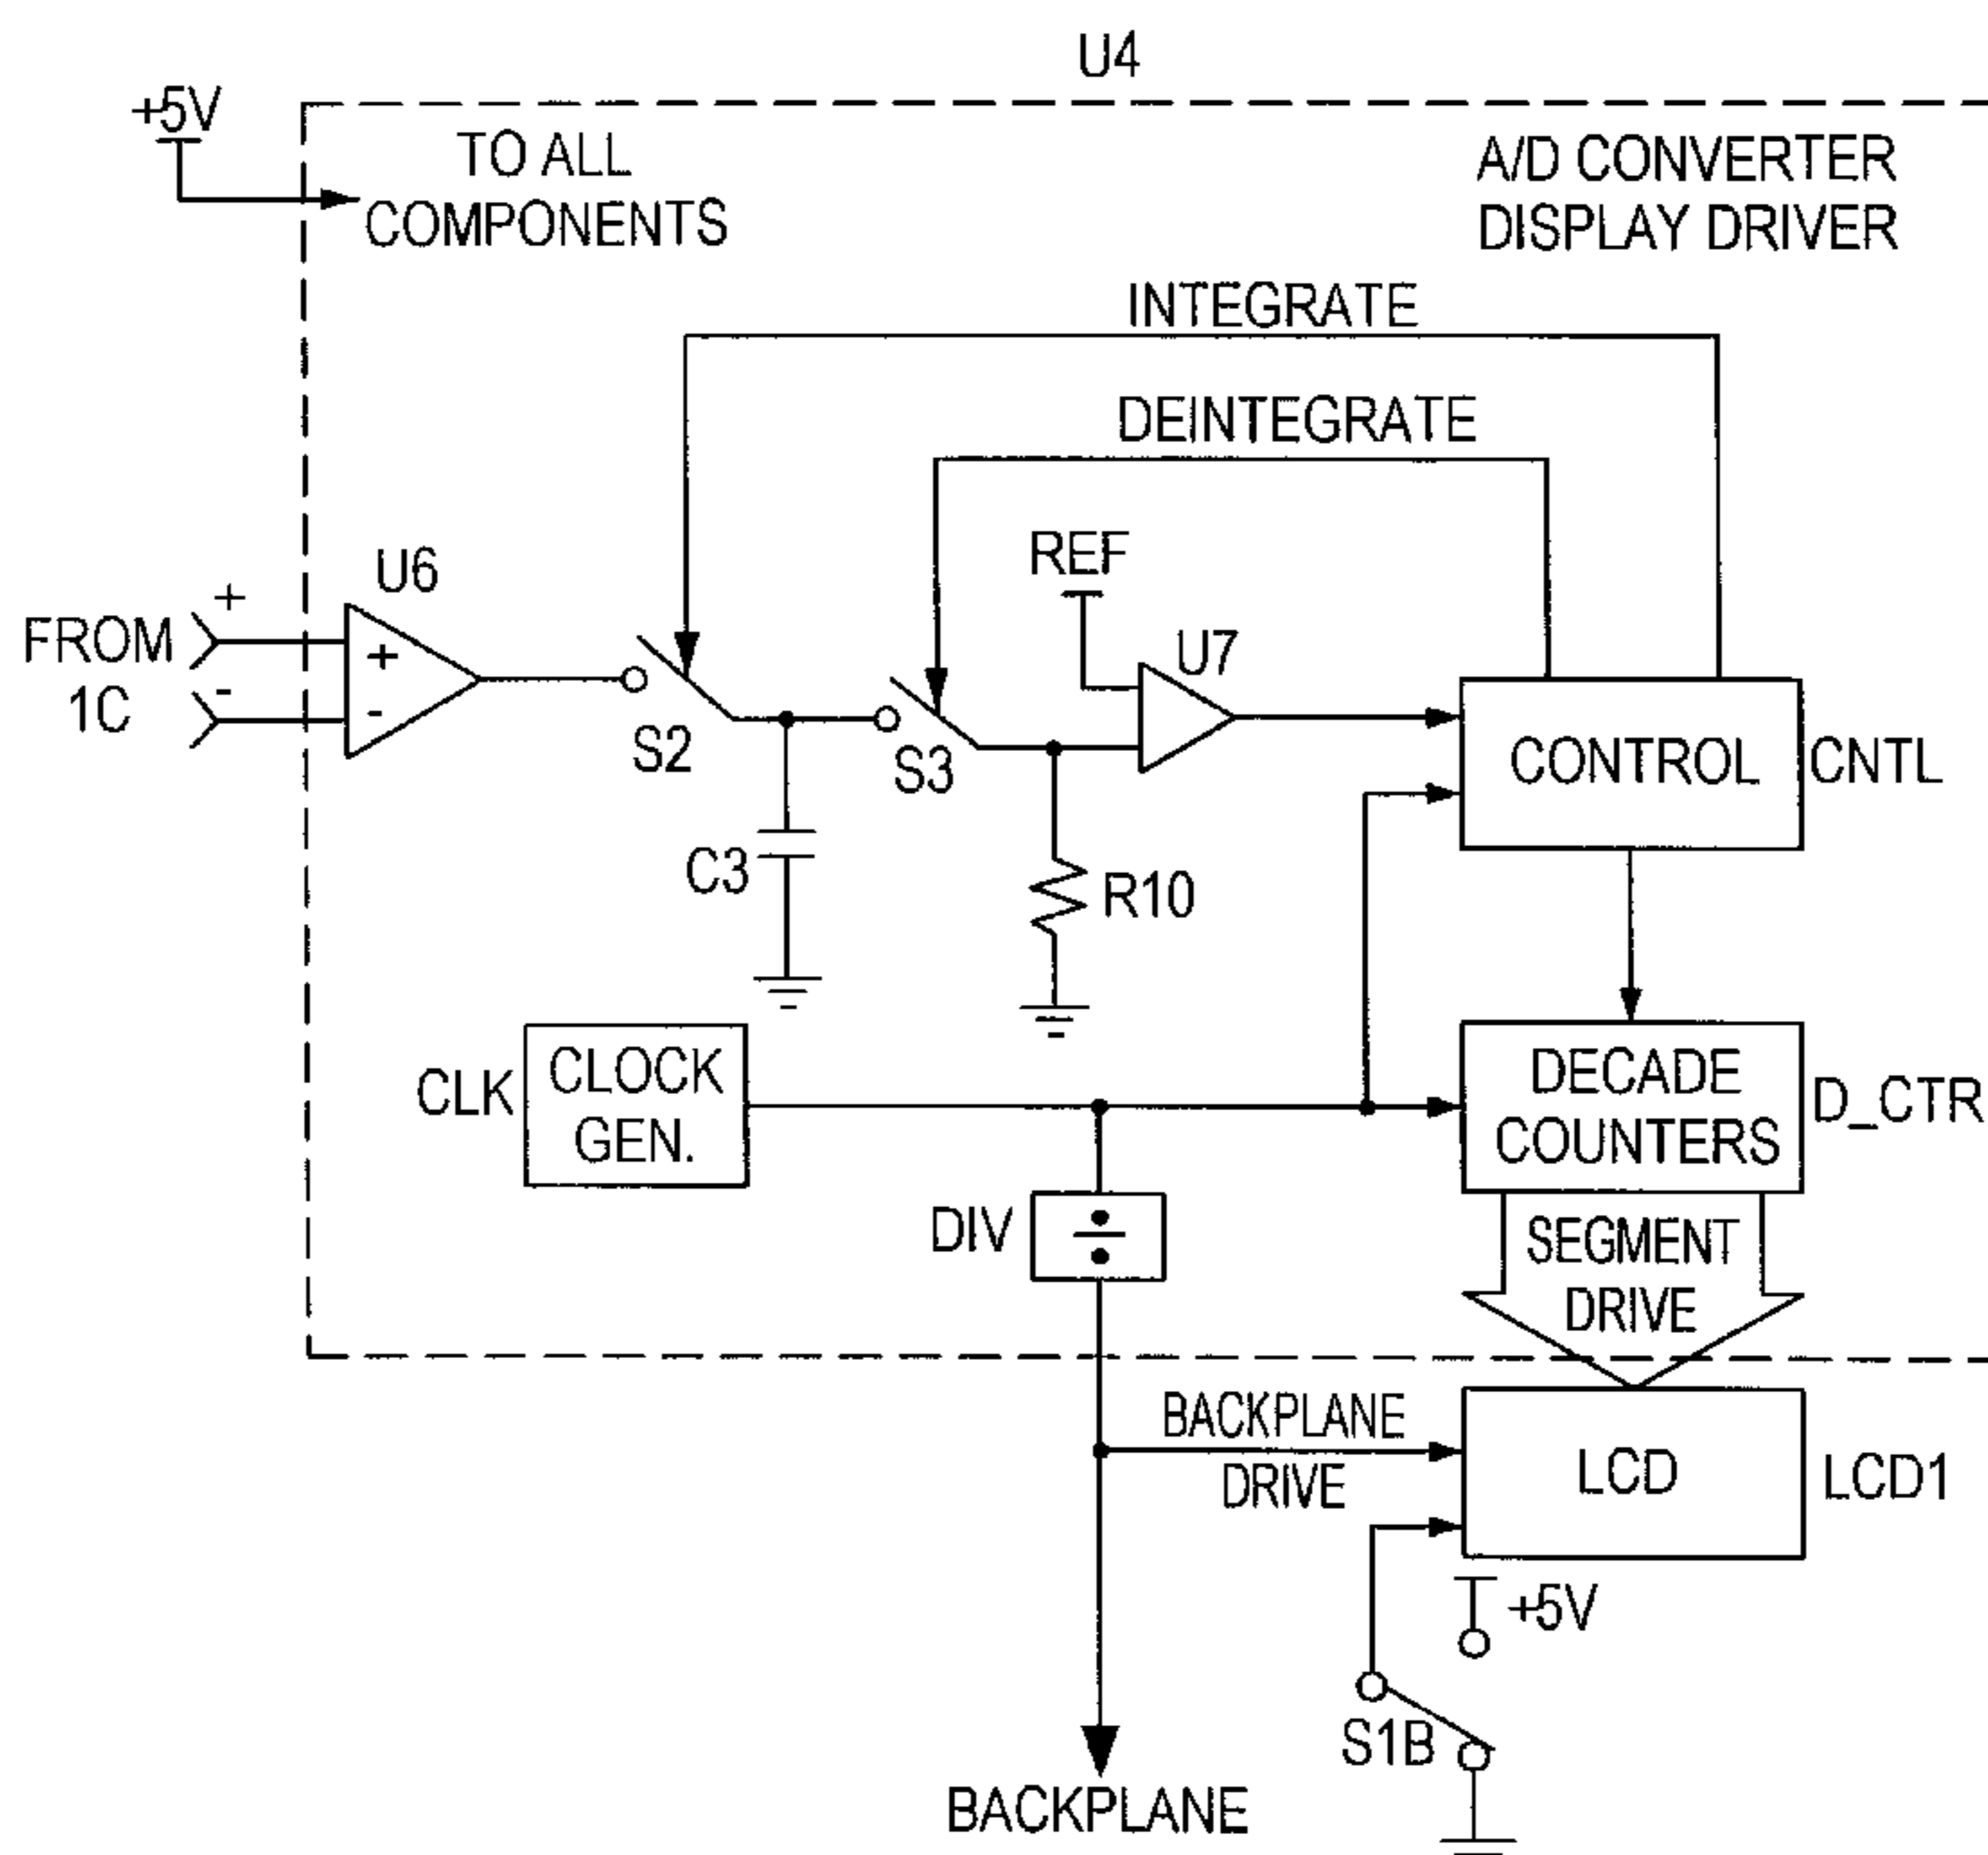 U4
+5V
TO ALL
COMPONENTS
A/D CONVERTER
DISPLAY DRIVER
INTEGRATE
DEINTEGRATE
REF
U6
U7
FROM
1C
+
-
+
-
S2
S3
CONTROL
CNTL
C3
R10
CLK
CLOCK
GEN.
DECADE
COUNTERS
D_CTR
DIV
÷
SEGMENT
DRIVE
BACKPLANE
DRIVE
LCD
LCD1
+5V
S1B
BACKPLANE